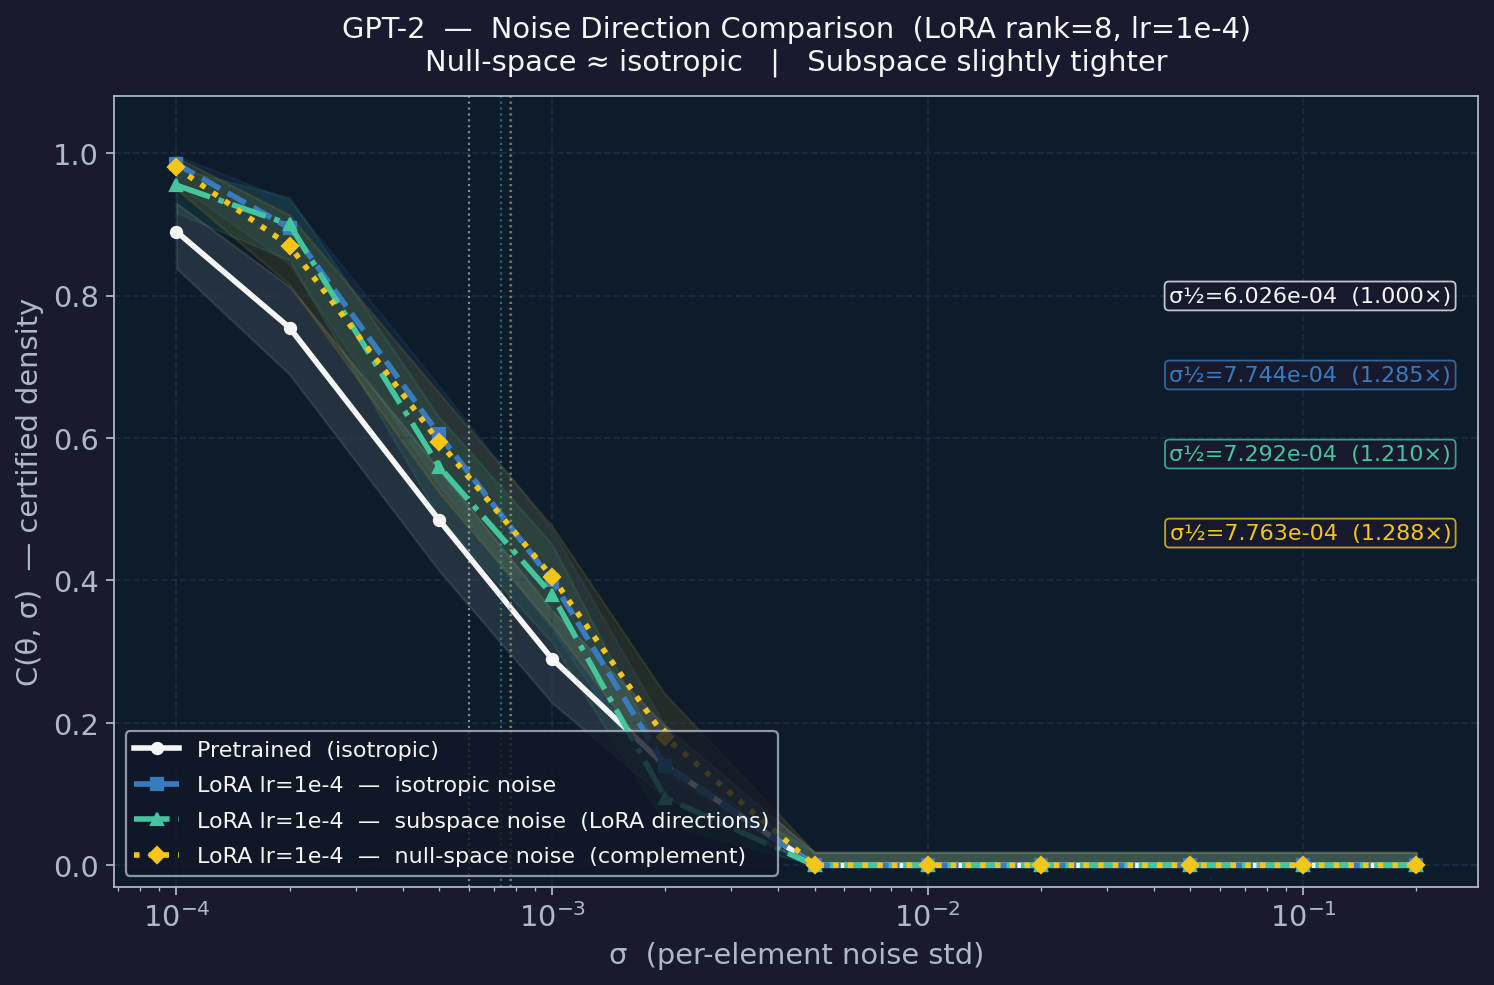 GPT-2 — Noise Direction Comparison (LoRA rank=8, lr=1e-4)
Null-space ≈ isotropic | Subspace slightly tighter
C(θ, σ) — certified density
1.0
0.8
0.6
0.4
0.2
0.0
σ½=6.026e-04 (1.000×)
σ½=7.744e-04 (1.285×)
σ½=7.292e-04 (1.210×)
σ½=7.763e-04 (1.288×)
Pretrained (isotropic)
LoRA lr=1e-4 — isotropic noise
LoRA lr=1e-4 — subspace noise (LoRA directions)
LoRA lr=1e-4 — null-space noise (complement)
10⁻⁴ 10⁻³ 10⁻² 10⁻¹
σ (per-element noise std)